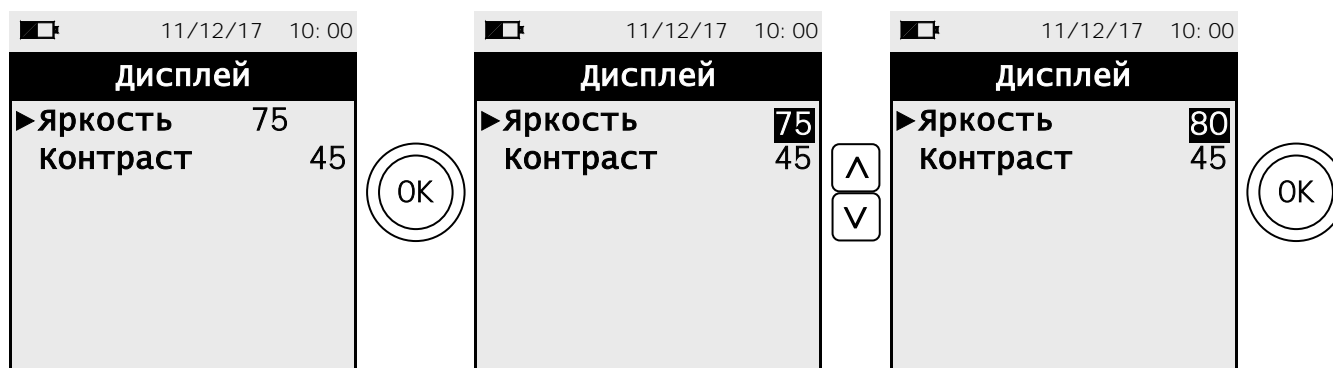 11/12/17 10:00
Дисплей
►Яркость 75
Контраст 45
OK
11/12/17 10:00
Дисплей
►Яркость 75
Контраст 45
11/12/17 10:00
Дисплей
►Яркость 80
Контраст 45
OK